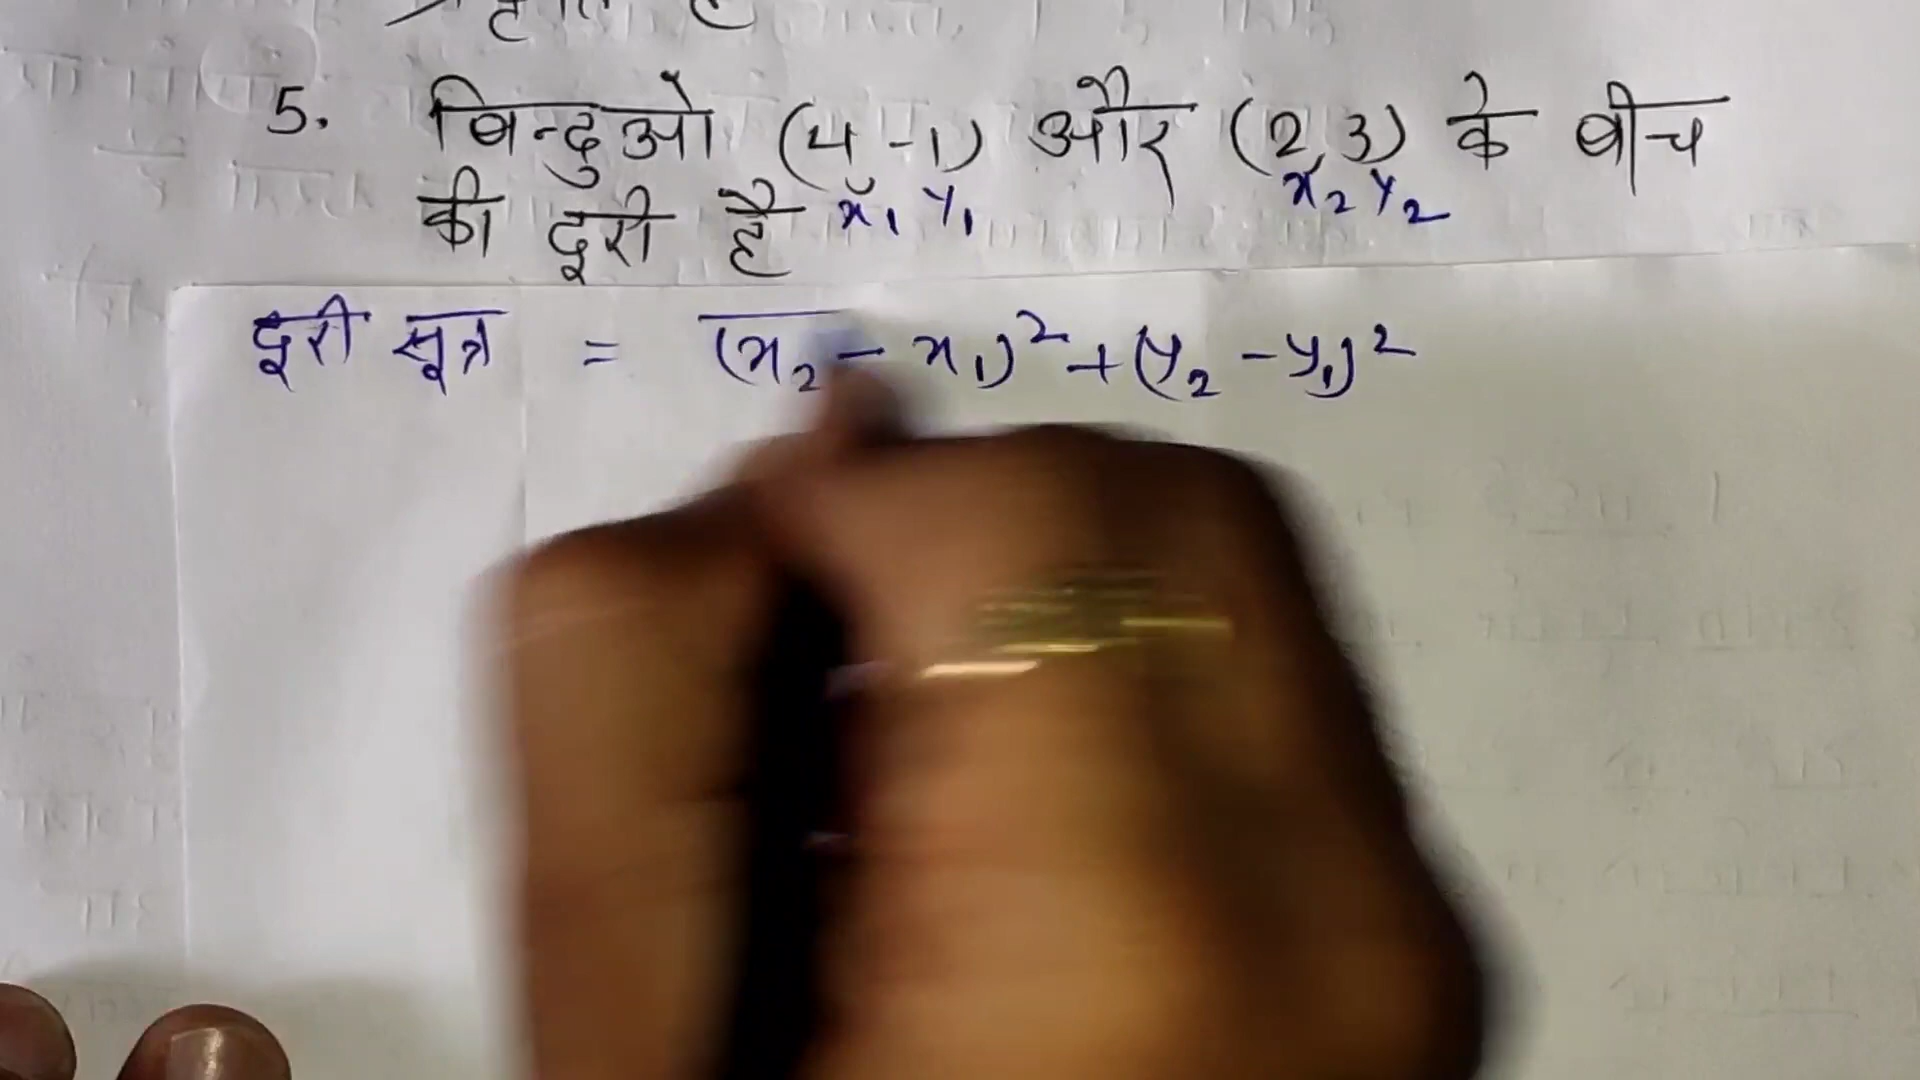 5. बिन्दुओ (4 -1) और (2,3) के बीच
की दूरी है x₁ y₁ x₂ y₂
दूरी सूत्र = (x₂ - x₁)² + (y₂ - y₁)²